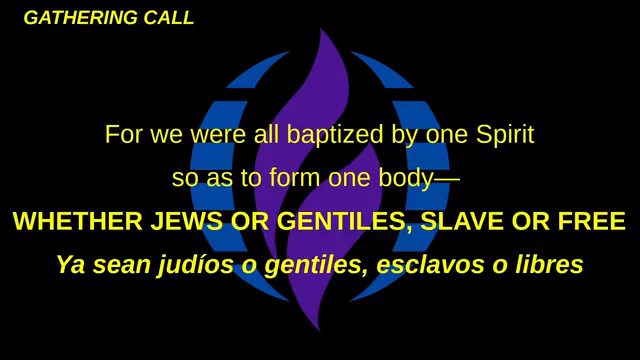 GATHERING CALL
For we were all baptized by one Spirit
so as to form one body—
WHETHER JEWS OR GENTILES, SLAVE OR FREE
Ya sean judíos o gentiles, esclavos o libres